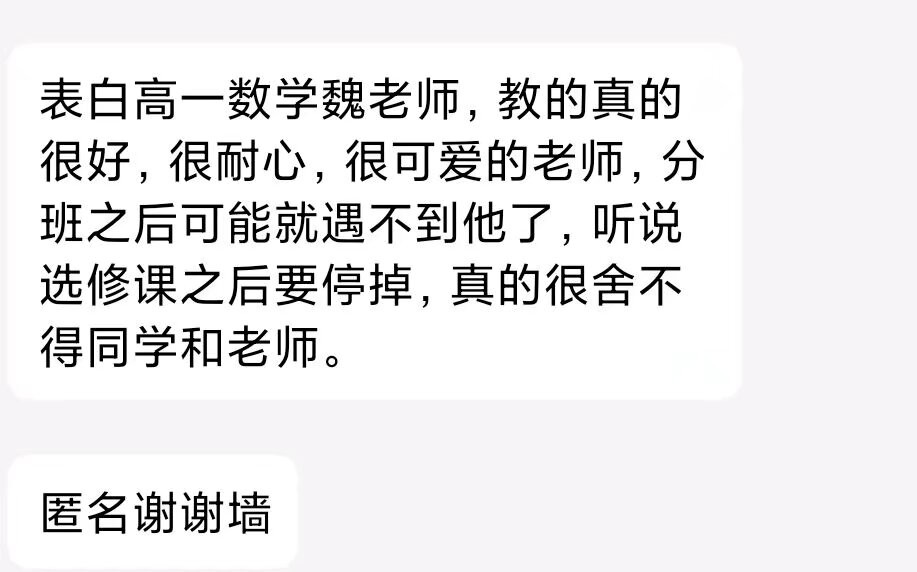 表白高一数学魏老师，教的真的
很好，很耐心，很可爱的老师，分
班之后可能就遇不到他了，听说
选修课之后要停掉，真的很舍不
得同学和老师。
匿名谢谢墙